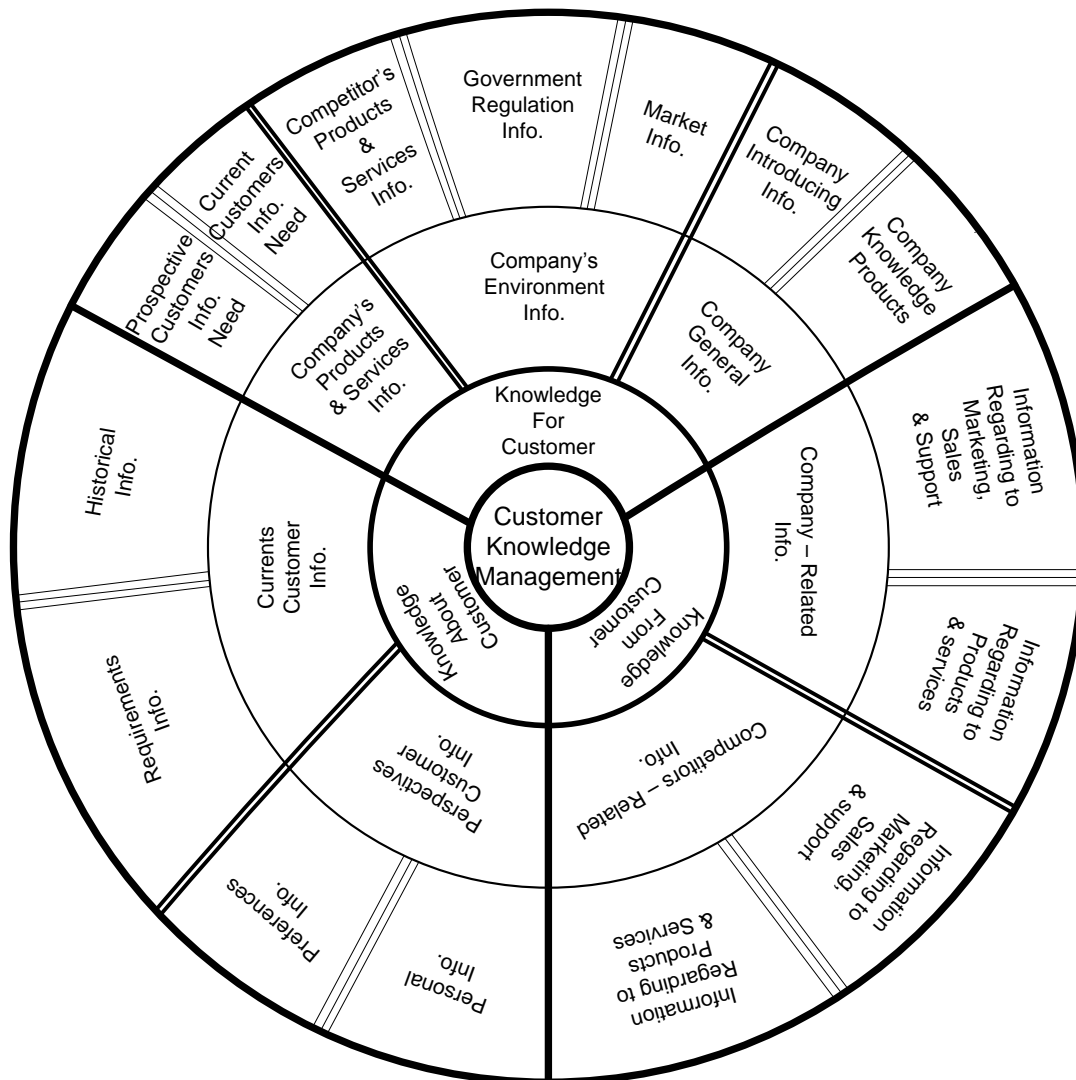 Customer
Knowledge
Management
Knowledge
For
Customer
Knowledge
From
Customer
Knowledge
About
Customer
Company's
Products
& Services
Info.
Company's
Environment
Info.
Company
General
Info.
Company – Related
Info.
Competitors – Related
Info.
Perspectives
Customer
Info.
Currents
Customer
Info.
Prospective
Customers
Info.
Need
Current
Customers
Info.
Need
Competitor's
Products
&
Services
Info.
Government
Regulation
Info.
Market
Info.
Company
Introducing
Info.
Company
Knowledge
Products
Information
Regarding to
Marketing,
Sales
& Support
Information
Regarding to
Products
& services
Information
Regarding to
Marketing,
Sales
& support
Information
Regarding to
Products
& Services
Personal
Info.
Preferences
Info.
Requirements
Info.
Historical
Info.